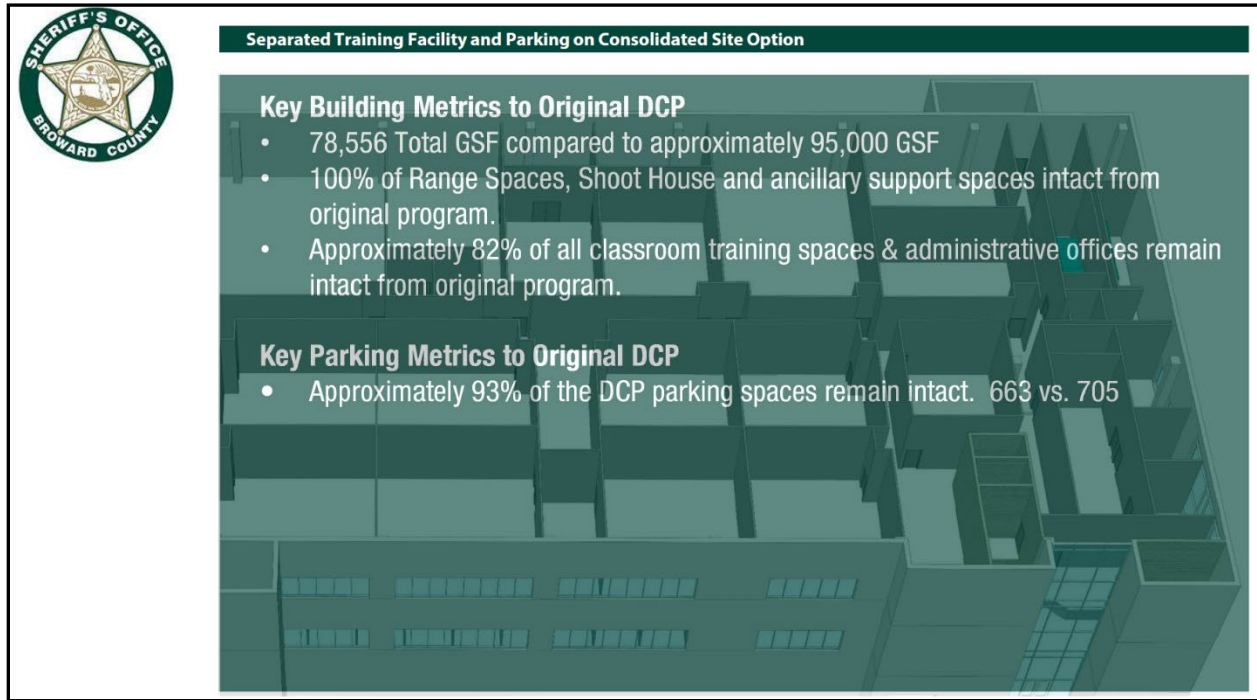 SHERIFF'S OFFICE
BROWARD COUNTY
Separated Training Facility and Parking on Consolidated Site Option
Key Building Metrics to Original DCP
• 78,556 Total GSF compared to approximately 95,000 GSF
• 100% of Range Spaces, Shoot House and ancillary support spaces intact from
original program.
• Approximately 82% of all classroom training spaces & administrative offices remain
intact from original program.
Key Parking Metrics to Original DCP
• Approximately 93% of the DCP parking spaces remain intact. 663 vs. 705